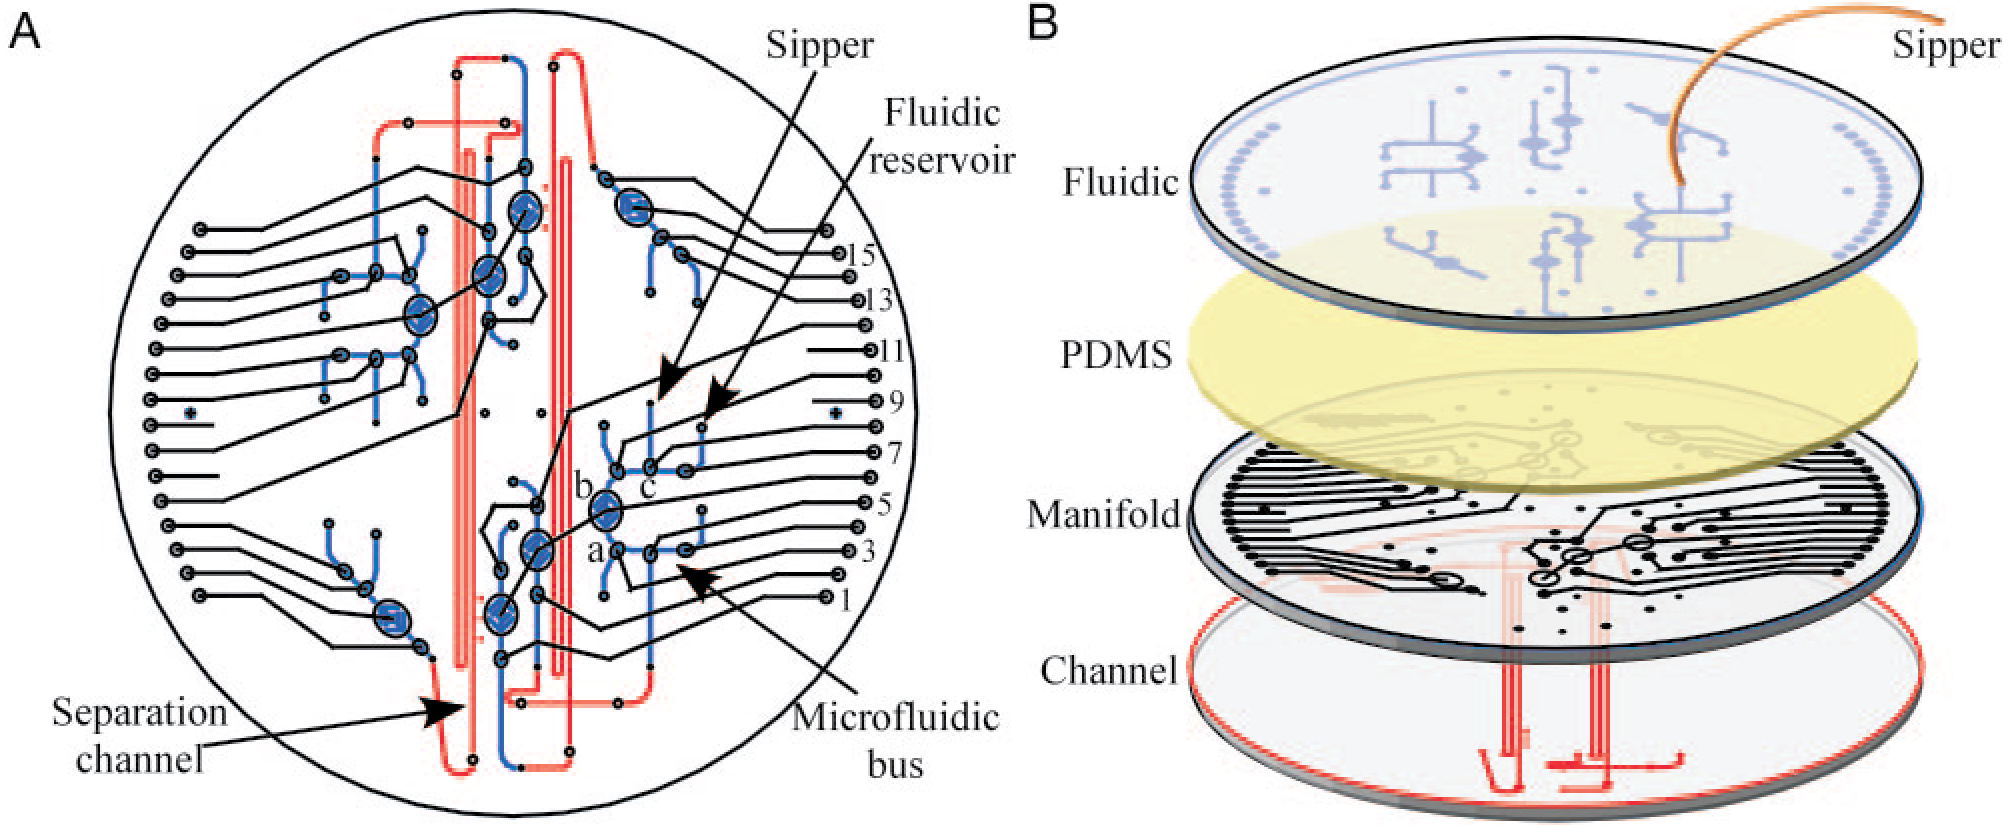 A
Sipper
Fluidic
reservoir
15
13
11
9
7
b
c
5
a
3
1
Separation
channel
Microfluidic
bus
B
Sipper
Fluidic
PDMS
Manifold
Channel